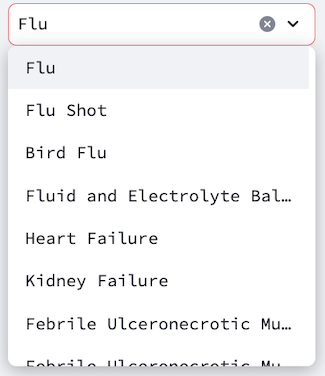 Flu
Flu
Flu Shot
Bird Flu
Fluid and Electrolyte Bal…
Heart Failure
Kidney Failure
Febrile Ulceronecrotic Mu…
Febrile Ulceronecrotic Mu…